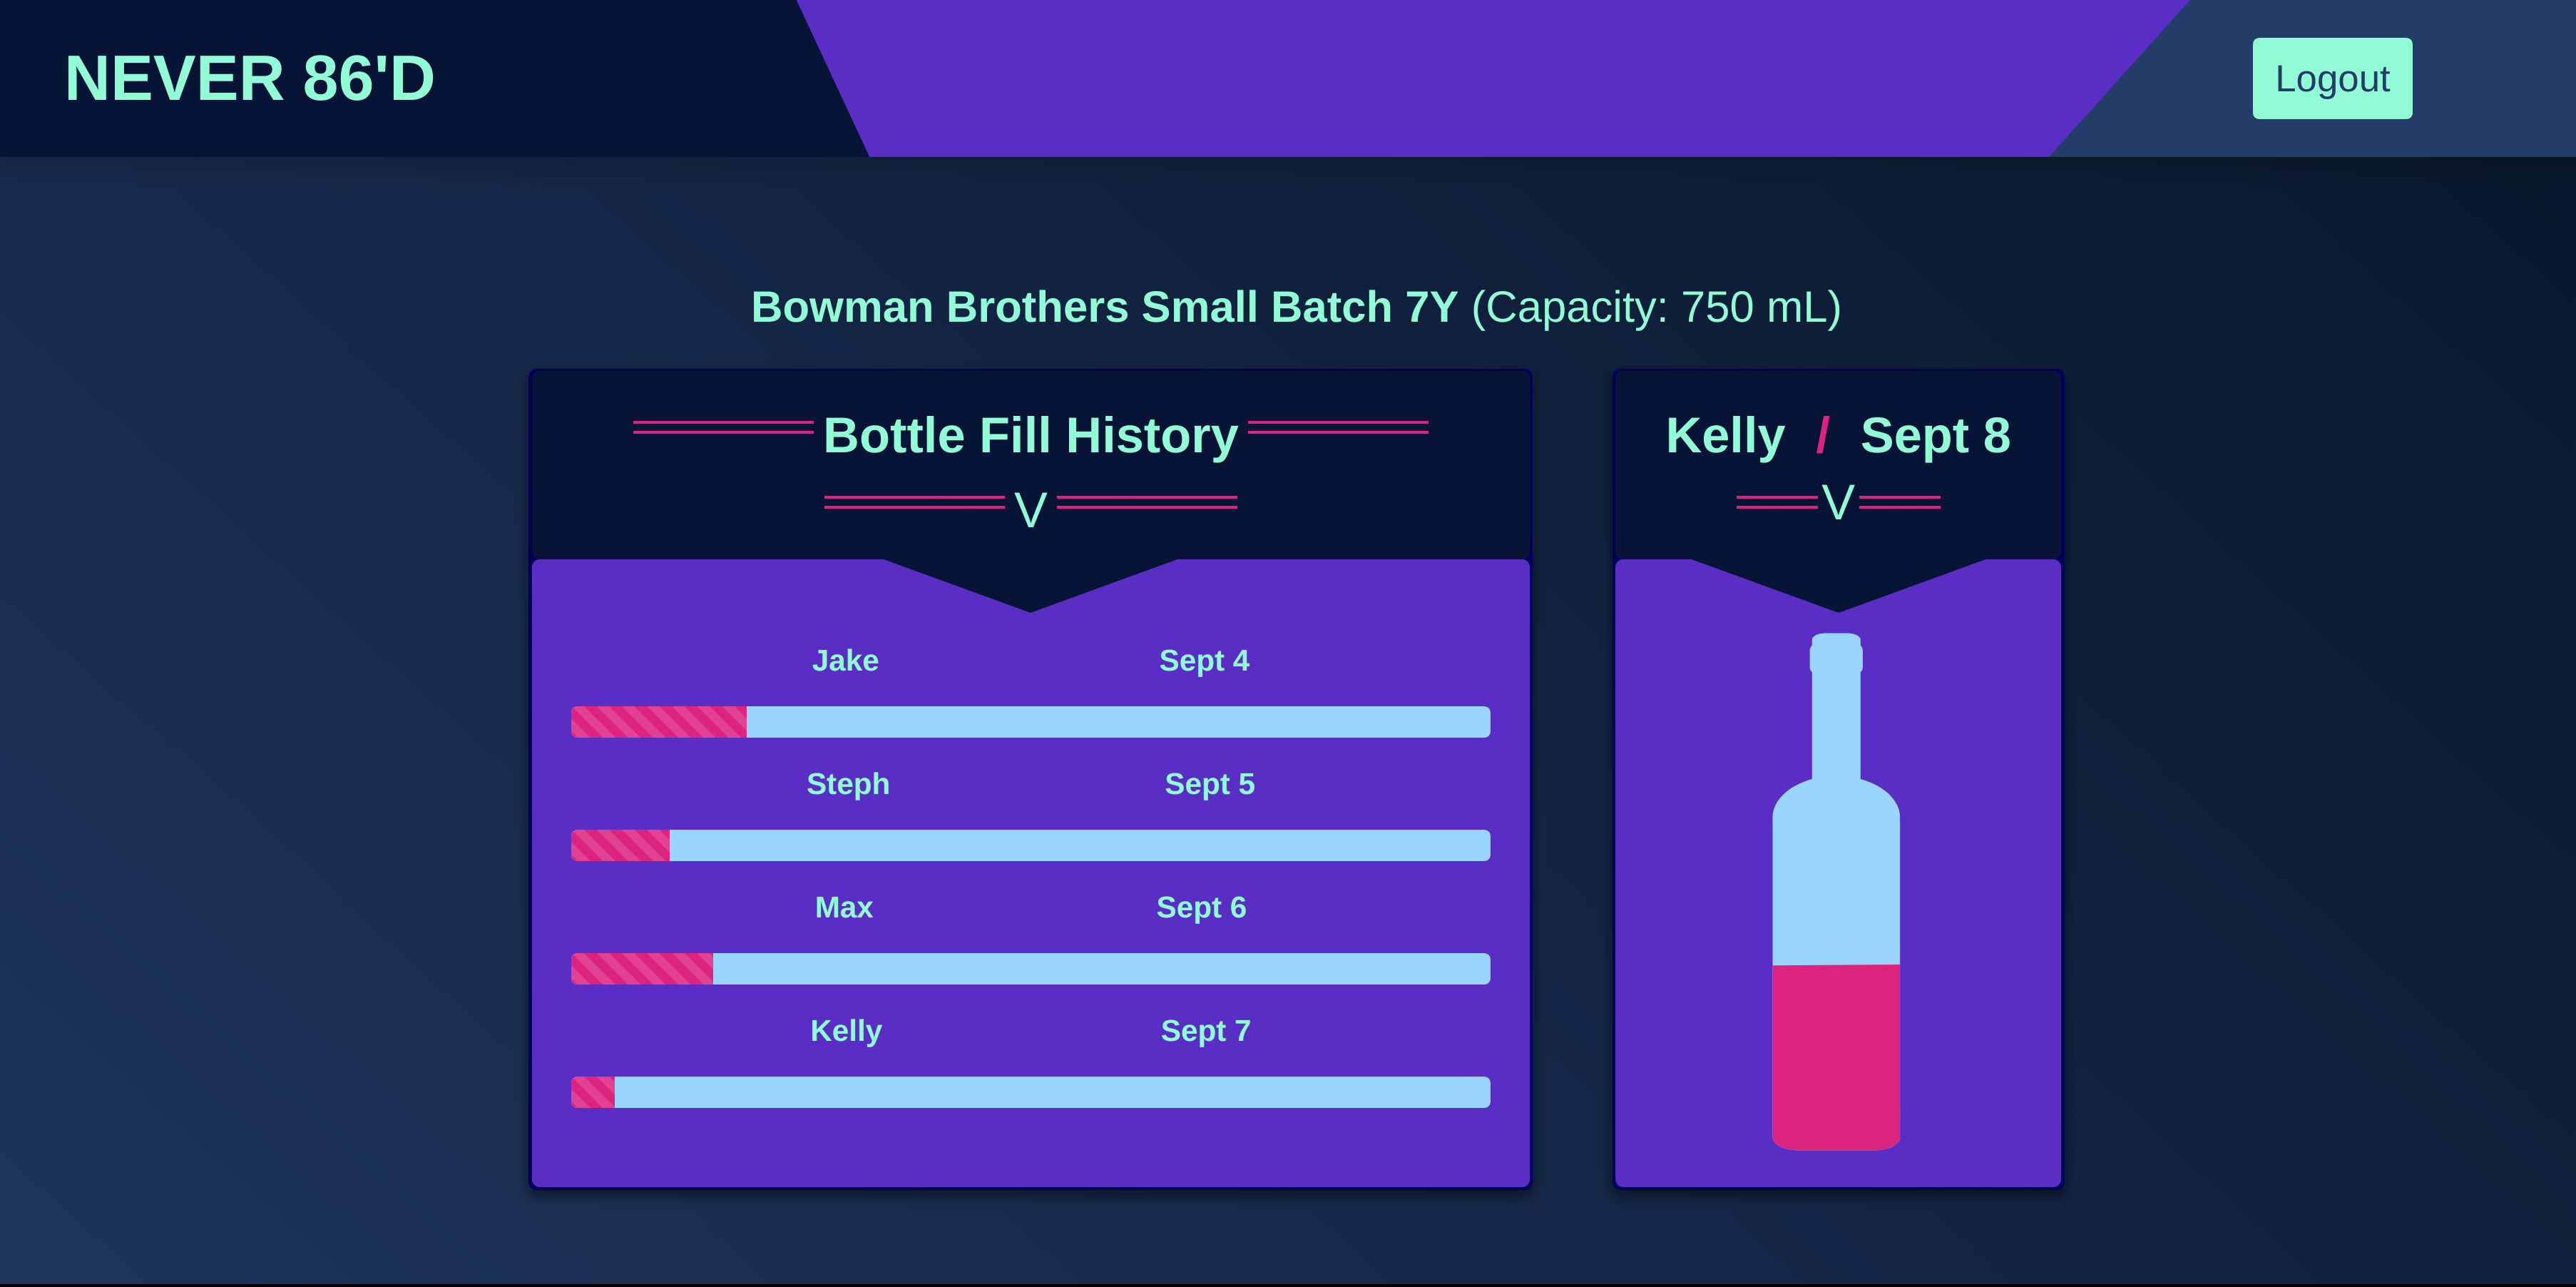 NEVER 86'D
Logout
Bowman Brothers Small Batch 7Y (Capacity: 750 mL)
Bottle Fill History
V
Kelly / Sept 8
V
Jake Sept 4
Steph Sept 5
Max Sept 6
Kelly Sept 7